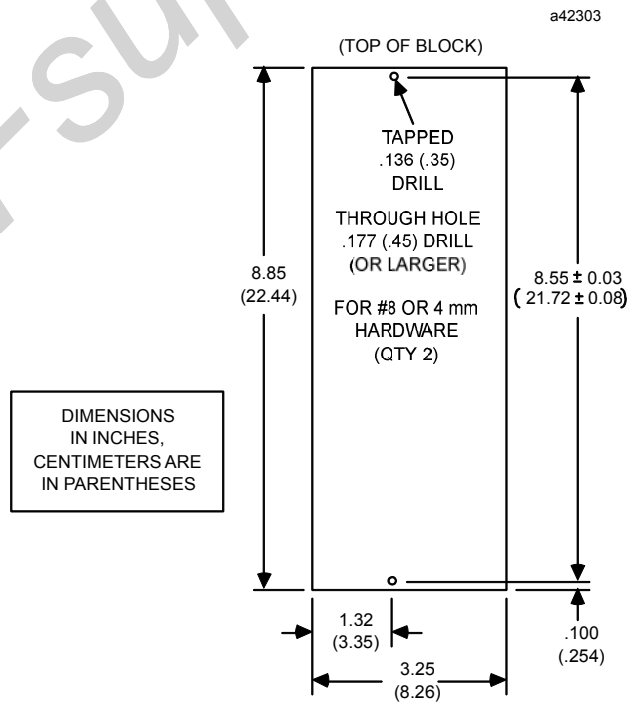 a42303
(TOP OF BLOCK)
TAPPED
.136 (.35)
DRILL
THROUGH HOLE
.177 (.45) DRILL
(OR LARGER)
FOR #8 OR 4 mm
HARDWARE
(QTY 2)
8.85
(22.44)
8.55 ± 0.03
(21.72 ± 0.08)
DIMENSIONS
IN INCHES,
CENTIMETERS ARE
IN PARENTHESES
1.32
(3.35)
.100
(.254)
3.25
(8.26)